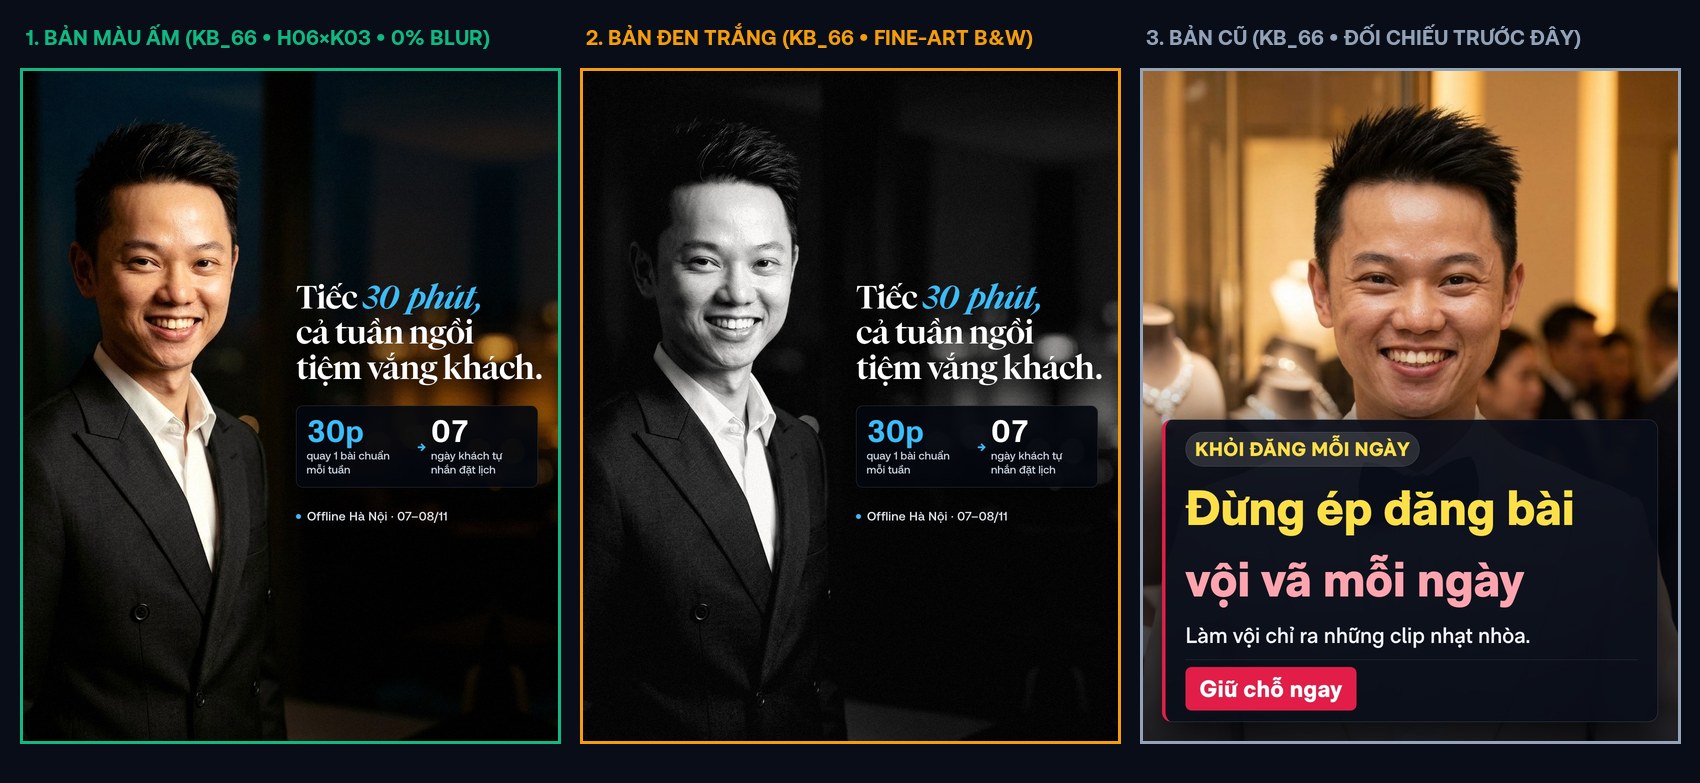 1. BẢN MÀU ẤM (KB_66 • H06×K03 • 0% BLUR)
Tiếc 30 phút,
cả tuần ngồi
tiệm vắng khách.
30p
quay 1 bài chuẩn
mỗi tuần
→
07
ngày khách tự
nhắn đặt lịch
• Offline Hà Nội · 07–08/11
2. BẢN ĐEN TRẮNG (KB_66 • FINE-ART B&W)
Tiếc 30 phút,
cả tuần ngồi
tiệm vắng khách.
30p
quay 1 bài chuẩn
mỗi tuần
→
07
ngày khách tự
nhắn đặt lịch
• Offline Hà Nội · 07–08/11
3. BẢN CŨ (KB_66 • ĐỐI CHIẾU TRƯỚC ĐÂY)
KHỎI ĐĂNG MỖI NGÀY
Đừng ép đăng bài
vội vã mỗi ngày
Làm vội chỉ ra những clip nhạt nhòa.
Giữ chỗ ngay